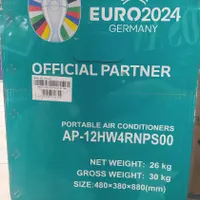 EURO2024
GERMANY
OFFICIAL PARTNER
PORTABLE AIR CONDITIONERS
AP-12HW4RNPS00
NET WEIGHT: 26 kg
GROSS WEIGHT: 30 kg
SIZE:480×380×880(mm)